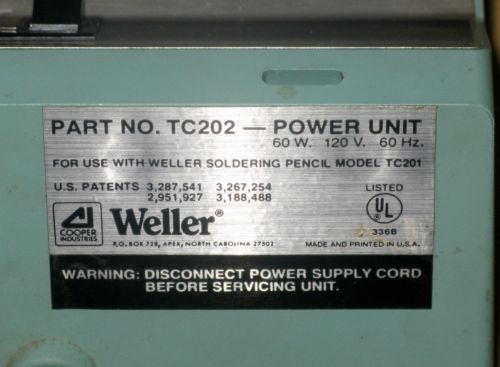 PART NO. TC202 — POWER UNIT
60 W. 120 V. 60 Hz.
FOR USE WITH WELLER SOLDERING PENCIL MODEL TC201
U.S. PATENTS 3,287,541 3,267,254
2,951,927 3,188,488
LISTED
UL
®
336B
COOPER
INDUSTRIES
Weller®
P.O. BOX 728, APEX, NORTH CAROLINA 27502
MADE AND PRINTED IN U.S.A.
WARNING: DISCONNECT POWER SUPPLY CORD
BEFORE SERVICING UNIT.